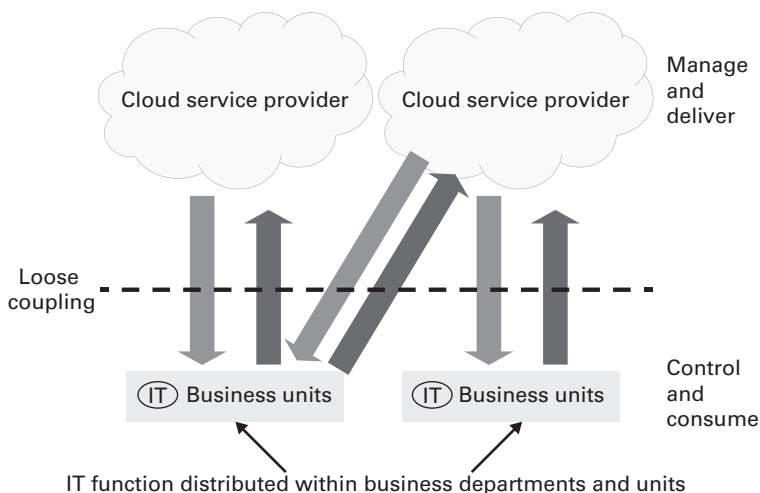 Cloud service provider
Cloud service provider
Manage
and
deliver
Loose
coupling
IT Business units
IT Business units
Control
and
consume
IT function distributed within business departments and units